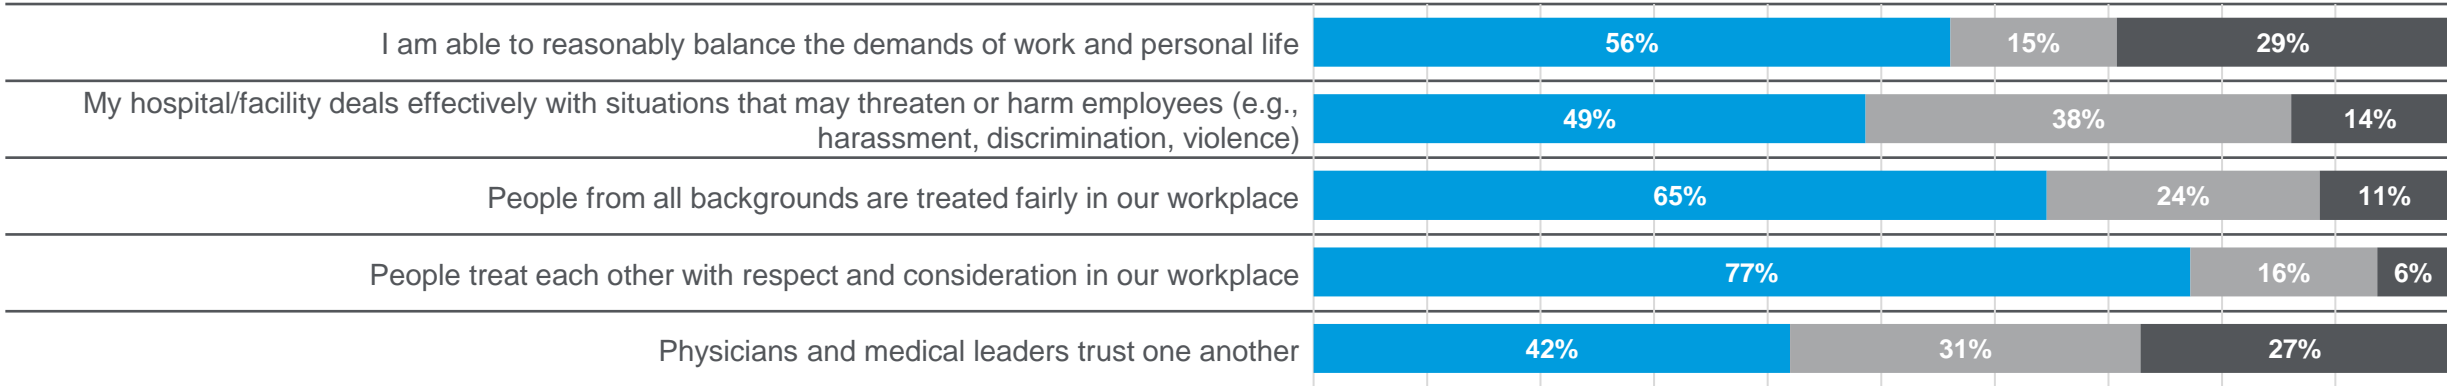 I am able to reasonably balance the demands of work and personal life 56% 15% 29%
My hospital/facility deals effectively with situations that may threaten or harm employees (e.g.,
harassment, discrimination, violence) 49% 38% 14%
People from all backgrounds are treated fairly in our workplace 65% 24% 11%
People treat each other with respect and consideration in our workplace 77% 16% 6%
Physicians and medical leaders trust one another 42% 31% 27%